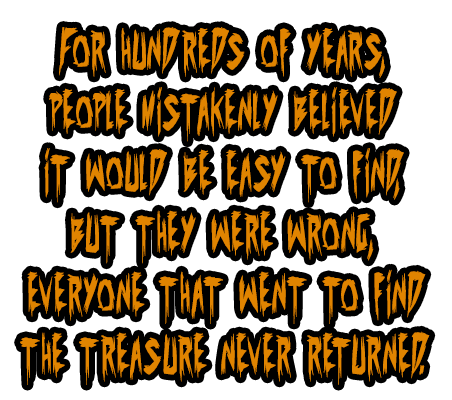 For hundreds of years,
people mistakenly believed
it would be easy to find,
but they were wrong,
everyone that went to find
the treasure never returned.